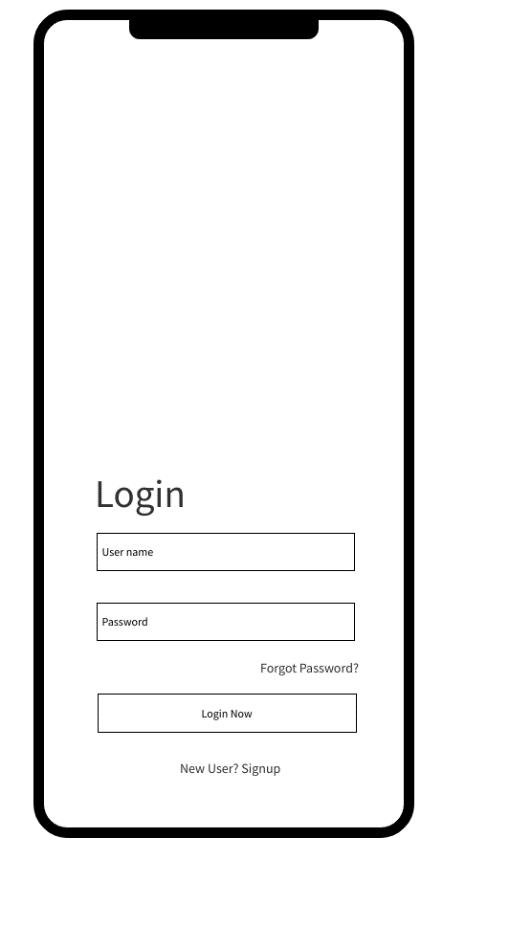 Login
User name
Password
Forgot Password?
Login Now
New User? Signup